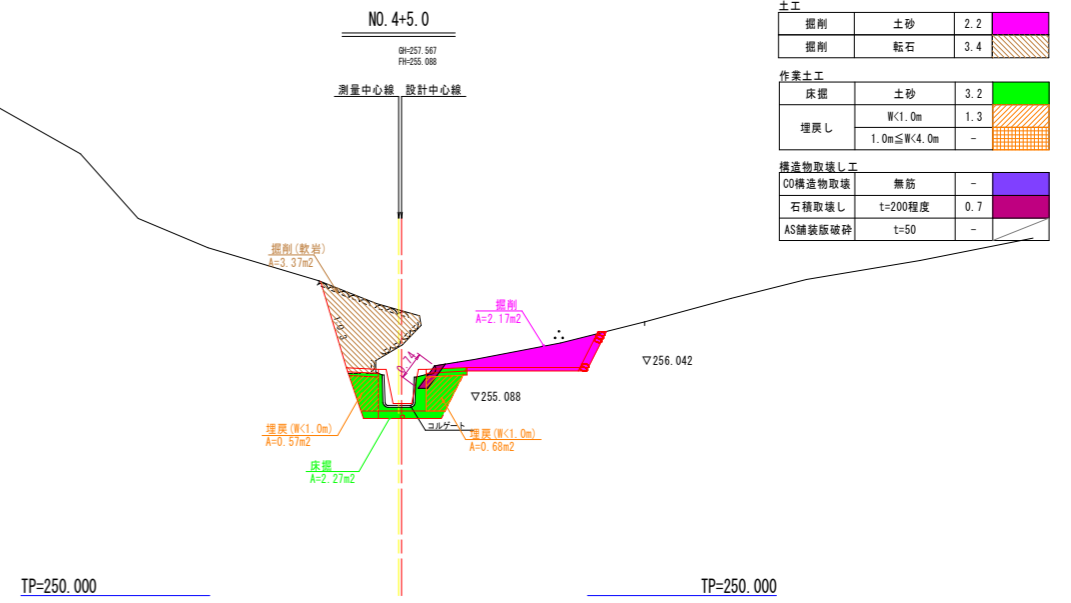 NO.4+5.0
GH=257.567
FH=255.088
測量中心線 設計中心線
土工
掘削 土砂 2.2
掘削 転石 3.4
作業土工
床掘 土砂 3.2
埋戻し W<1.0m 1.3
1.0m≦W<4.0m -
構造物取壊し工
CO構造物取壊 無筋 -
石積取壊し t=200程度 0.7
AS舗装版破砕 t=50 -
掘削(軟岩)
A=3.37m2
1:0.3
掘削
A=2.17m2
0.74
▽256.042
▽255.088
コルゲート
埋戻(W<1.0m)
A=0.57m2
埋戻(W<1.0m)
A=0.68m2
床掘
A=2.27m2
TP=250.000
TP=250.000